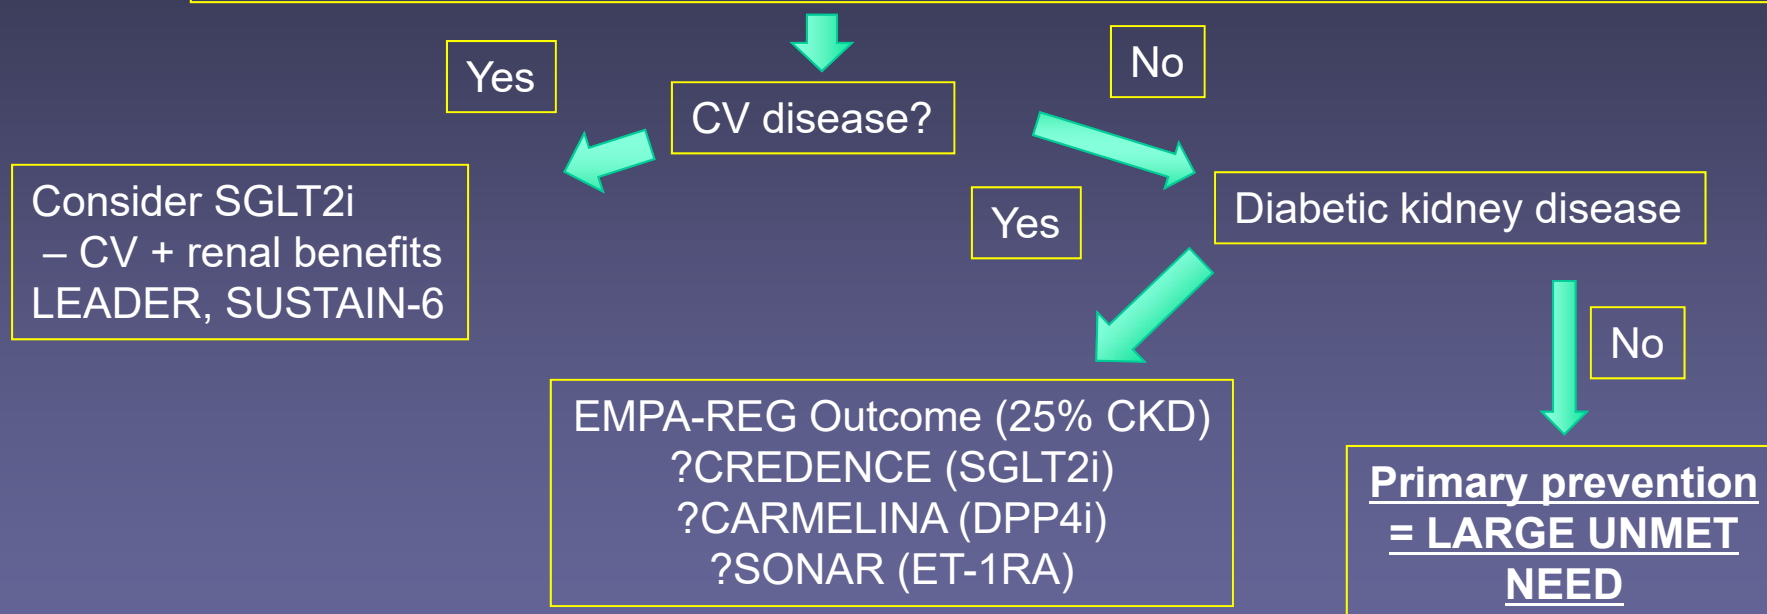 Yes
No
CV disease?
Consider SGLT2i
– CV + renal benefits
LEADER, SUSTAIN-6
Yes
Diabetic kidney disease
No
EMPA-REG Outcome (25% CKD)
?CREDENCE (SGLT2i)
?CARMELINA (DPP4i)
?SONAR (ET-1RA)
Primary prevention
= LARGE UNMET
NEED